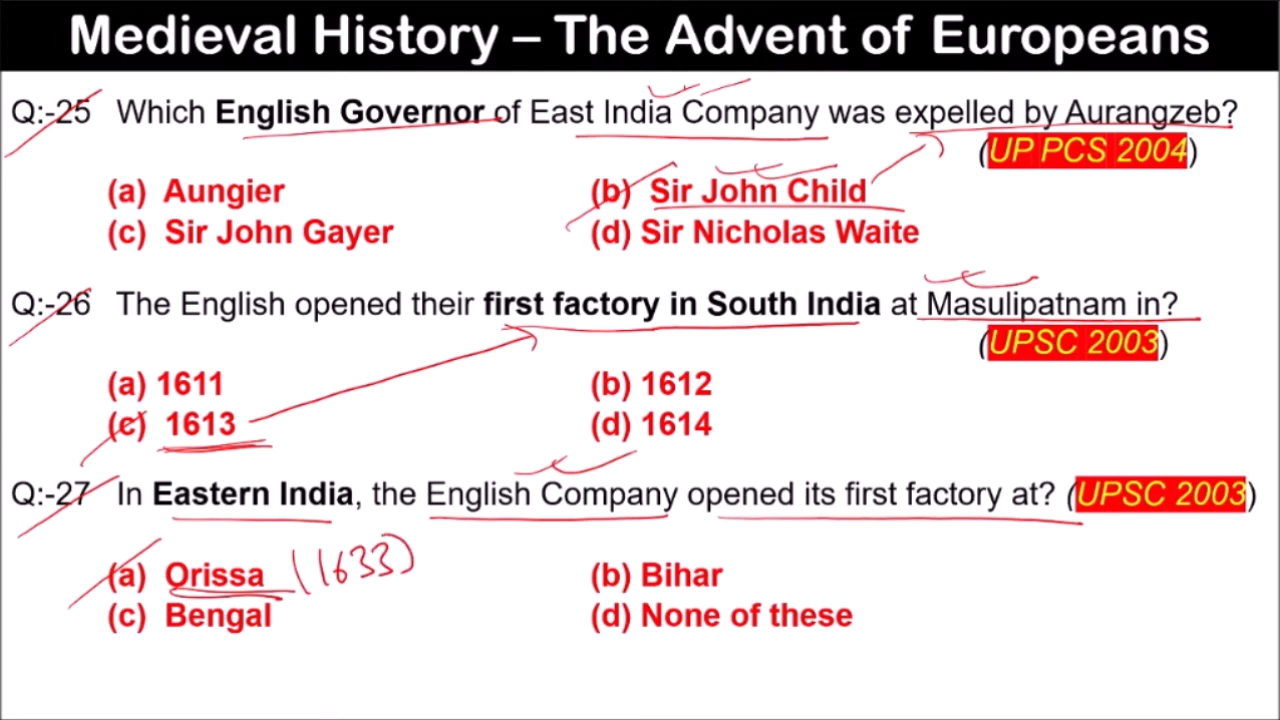 Medieval History – The Advent of Europeans
Q:-25 Which English Governor of East India Company was expelled by Aurangzeb?
(UP PCS 2004)
(a) Aungier (b) Sir John Child
(c) Sir John Gayer (d) Sir Nicholas Waite
Q:-26 The English opened their first factory in South India at Masulipatnam in?
(UPSC 2003)
(a) 1611 (b) 1612
(c) 1613 (d) 1614
Q:-27 In Eastern India, the English Company opened its first factory at? (UPSC 2003)
(a) Orissa (1633) (b) Bihar
(c) Bengal (d) None of these